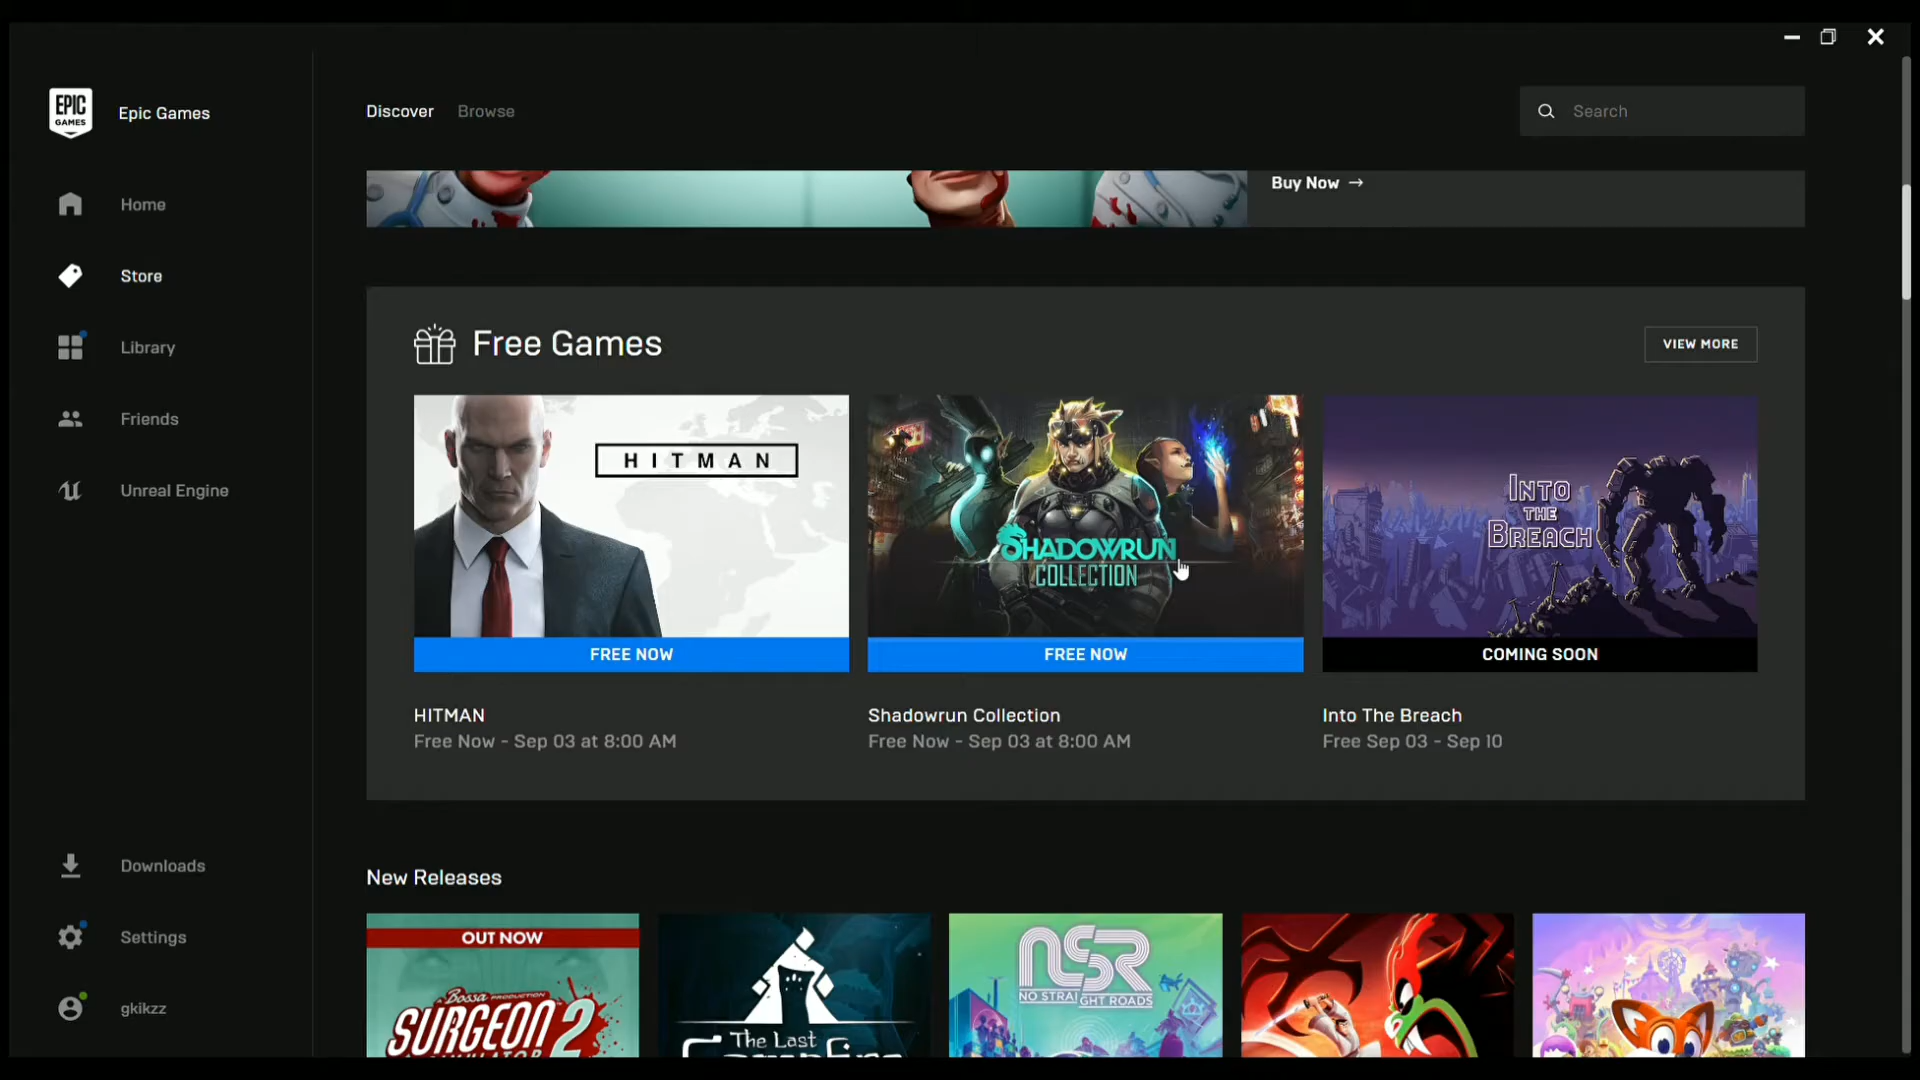 EPIC
GAMES
Epic Games
Discover
Browse
Search
Home
Store
Library
Friends
Unreal Engine
Downloads
Settings
gkikzz
Buy Now →
Free Games
VIEW MORE
HITMAN
FREE NOW
HITMAN
Free Now - Sep 03 at 8:00 AM
SHADOWRUN
COLLECTION
FREE NOW
Shadowrun Collection
Free Now - Sep 03 at 8:00 AM
INTO
THE
BREACH
COMING SOON
Into The Breach
Free Sep 03 - Sep 10
New Releases
OUT NOW
Bossa PRODUCTION
SURGEON 2
The Last
NSR
NO STRAIGHT ROADS